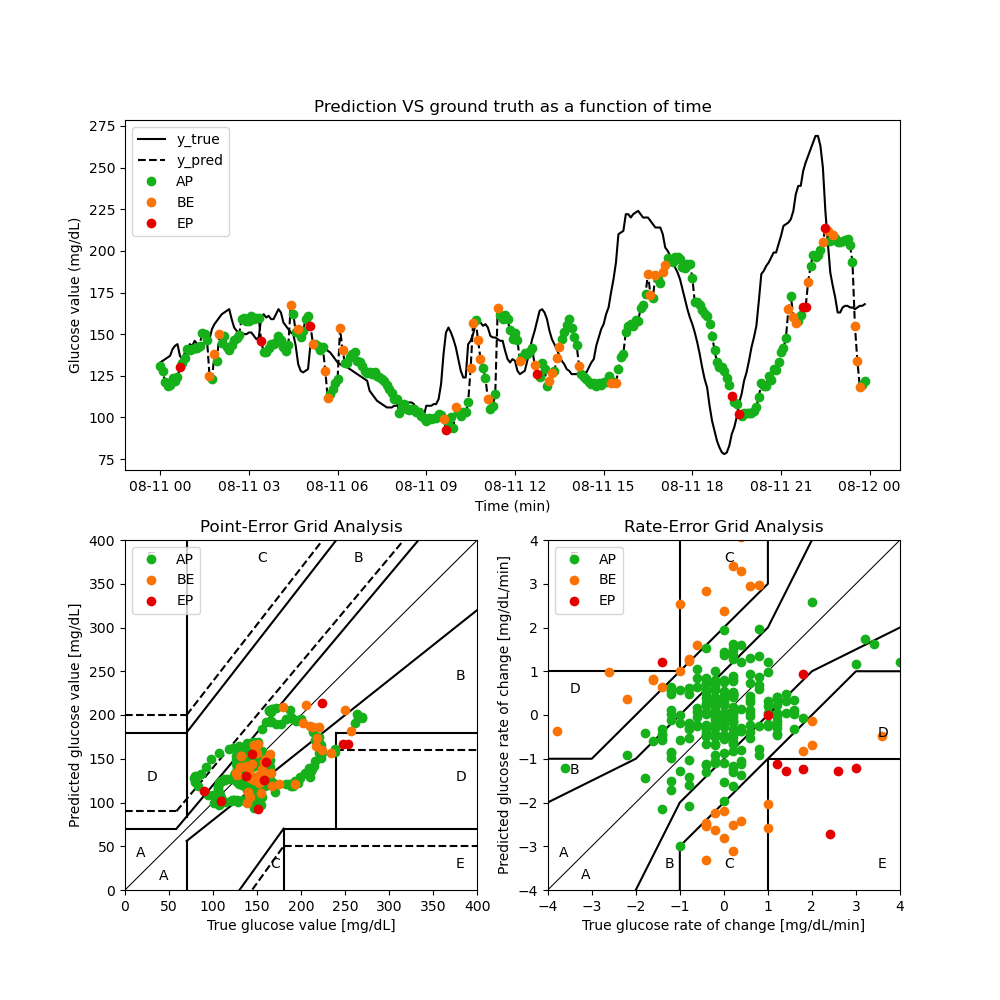 Prediction VS ground truth as a function of time
Glucose value (mg/dL)
275
250
225
200
175
150
125
100
75
y_true
y_pred
AP
BE
EP
08-11 00 08-11 03 08-11 06 08-11 09 08-11 12 08-11 15 08-11 18 08-11 21 08-12 00
Time (min)
Point-Error Grid Analysis
Predicted glucose value [mg/dL]
400
350
300
250
200
150
100
50
0
AP
BE
EP
C
B
B
D
D
A
A
C
E
0 50 100 150 200 250 300 350 400
True glucose value [mg/dL]
Rate-Error Grid Analysis
Predicted glucose rate of change [mg/dL/min]
4
3
2
1
0
−1
−2
−3
−4
AP
BE
EP
C
D
D
B
A
A
B
C
E
−4 −3 −2 −1 0 1 2 3 4
True glucose rate of change [mg/dL/min]